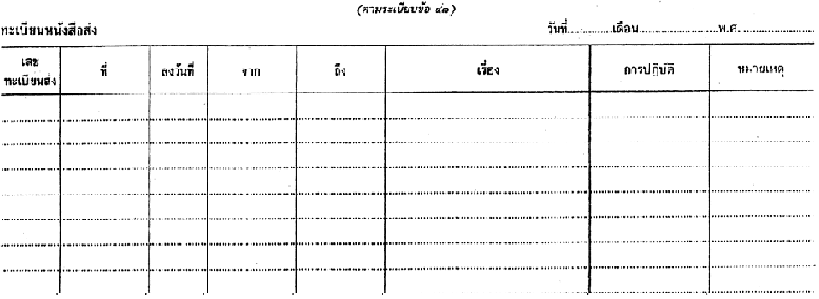 (ตามระเบียบข้อ ๔๑)
ทะเบียนหนังสือส่ง วันที่..............เดือน......................พ.ศ....................
เลขทะเบียนส่ง ที่ ลงวันที่ จาก ถึง เรื่อง การปฏิบัติ หมายเหตุ